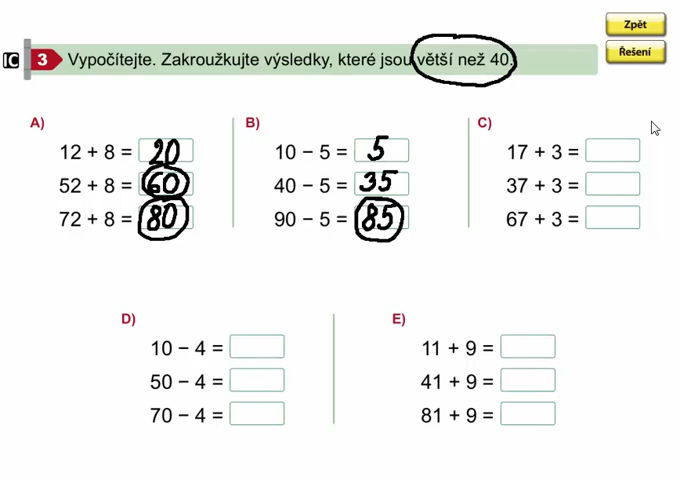 Zpět
Řešení
IC 3 Vypočítejte. Zakroužkujte výsledky, které jsou větší než 40.
A)
12 + 8 = 20
52 + 8 = 60
72 + 8 = 80
B)
10 − 5 = 5
40 − 5 = 35
90 − 5 = 85
C)
17 + 3 =
37 + 3 =
67 + 3 =
D)
10 − 4 =
50 − 4 =
70 − 4 =
E)
11 + 9 =
41 + 9 =
81 + 9 =